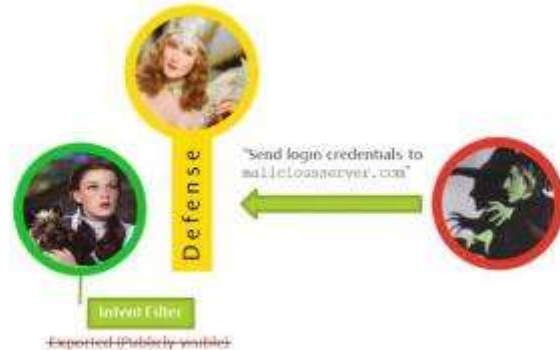 Defense
"Send login credentials to
maliciousserver.com"
Intent Filter
Exported (Publicly visible)